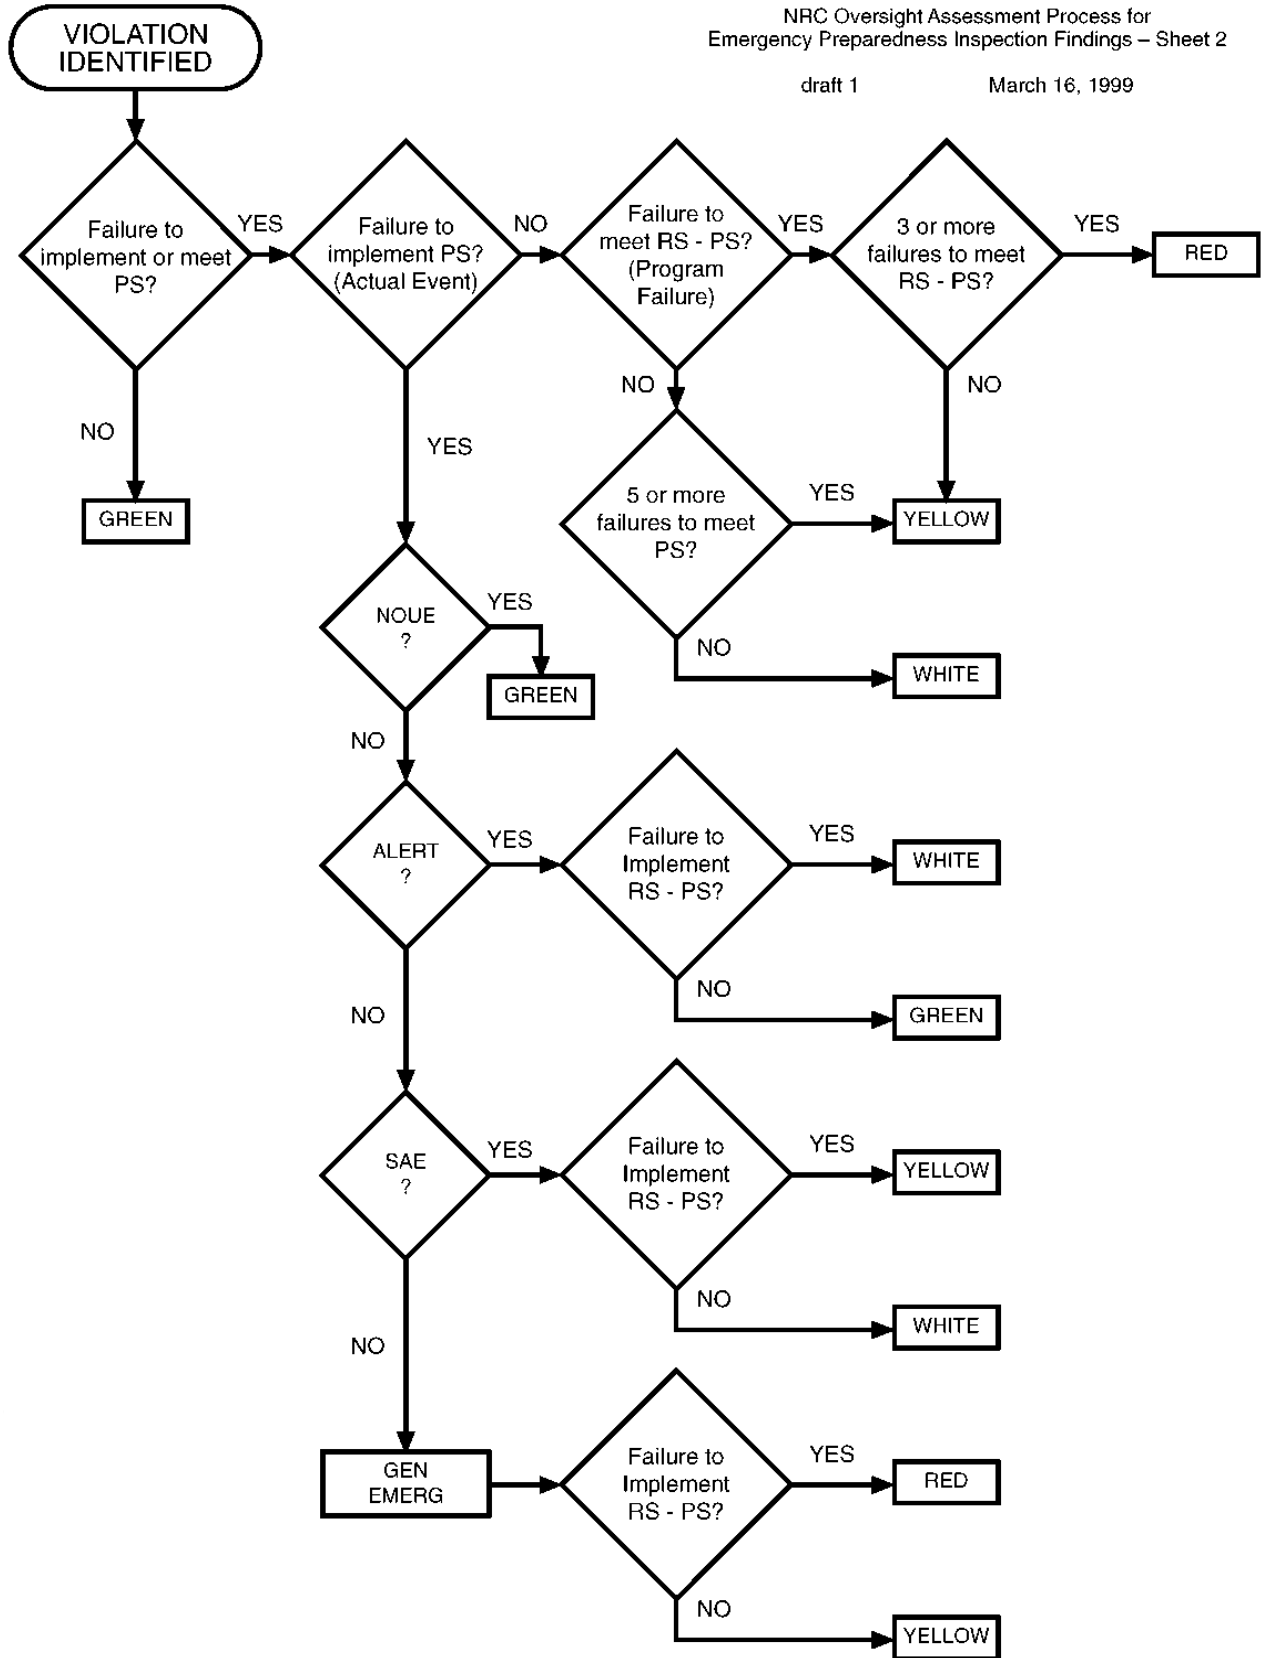 VIOLATION
IDENTIFIED
NRC Oversight Assessment Process for
Emergency Preparedness Inspection Findings – Sheet 2
draft 1
March 16, 1999
Failure to
implement or meet
PS?
YES
Failure to
implement PS?
(Actual Event)
NO
Failure to
meet RS - PS?
(Program
Failure)
YES
3 or more
failures to meet
RS - PS?
YES
RED
NO
GREEN
YES
NO
NO
5 or more
failures to meet
PS?
YES
YELLOW
NO
WHITE
NOUE
?
YES
GREEN
NO
ALERT
?
YES
Failure to
Implement
RS - PS?
YES
WHITE
NO
GREEN
NO
SAE
?
YES
Failure to
Implement
RS - PS?
YES
YELLOW
NO
WHITE
NO
GEN
EMERG
Failure to
Implement
RS - PS?
YES
RED
NO
YELLOW